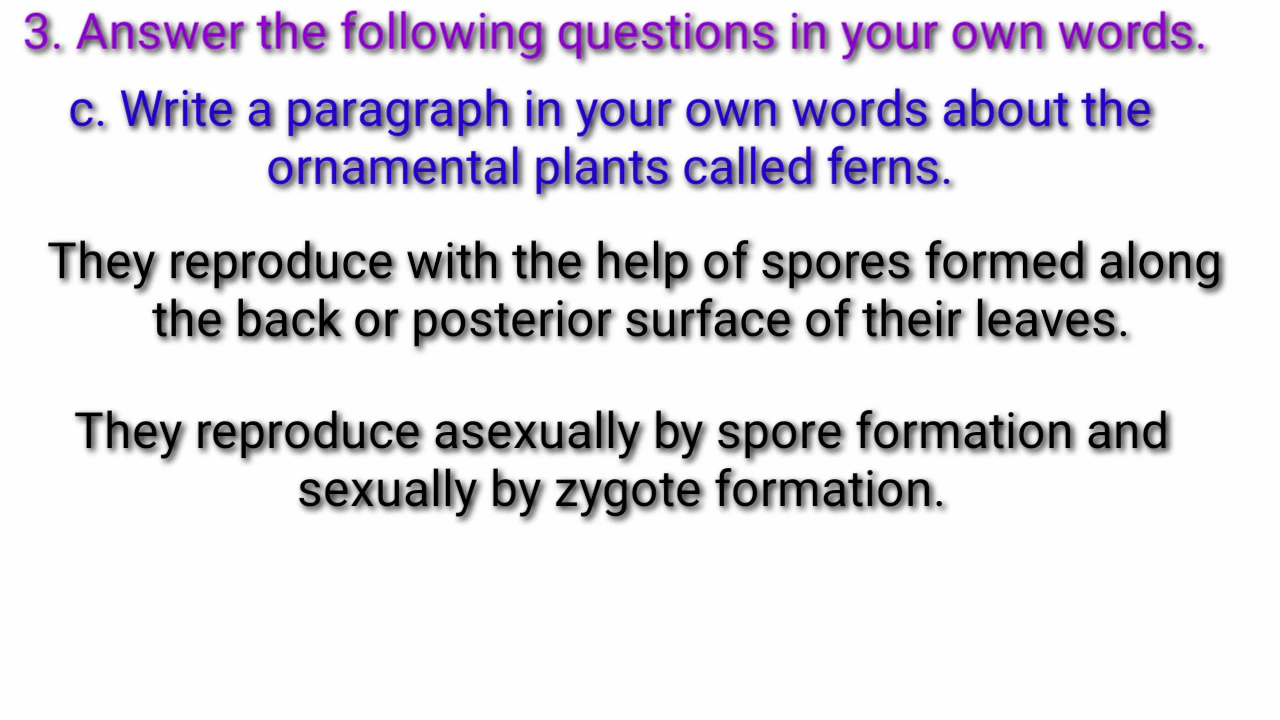 3. Answer the following questions in your own words.
c. Write a paragraph in your own words about the
ornamental plants called ferns.
They reproduce with the help of spores formed along
the back or posterior surface of their leaves.
They reproduce asexually by spore formation and
sexually by zygote formation.